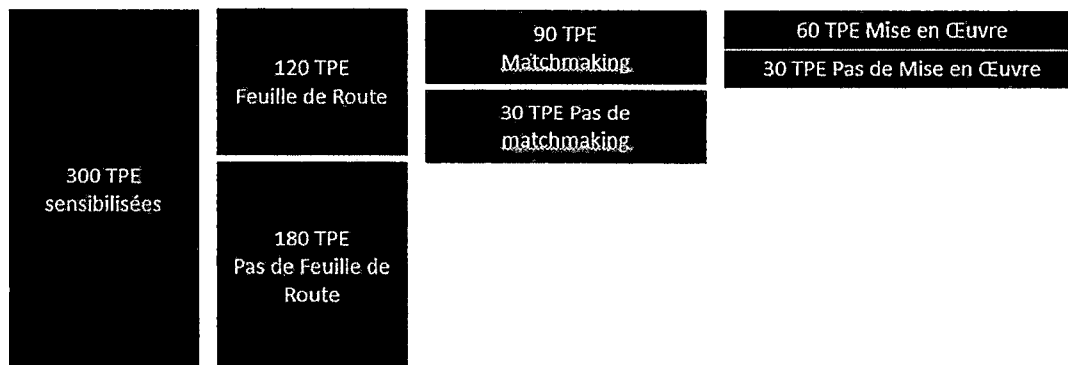 300 TPE
sensibilisées
120 TPE
Feuille de Route
180 TPE
Pas de Feuille de
Route
90 TPE
Matchmaking
30 TPE Pas de
matchmaking
60 TPE Mise en Œuvre
30 TPE Pas de Mise en Œuvre